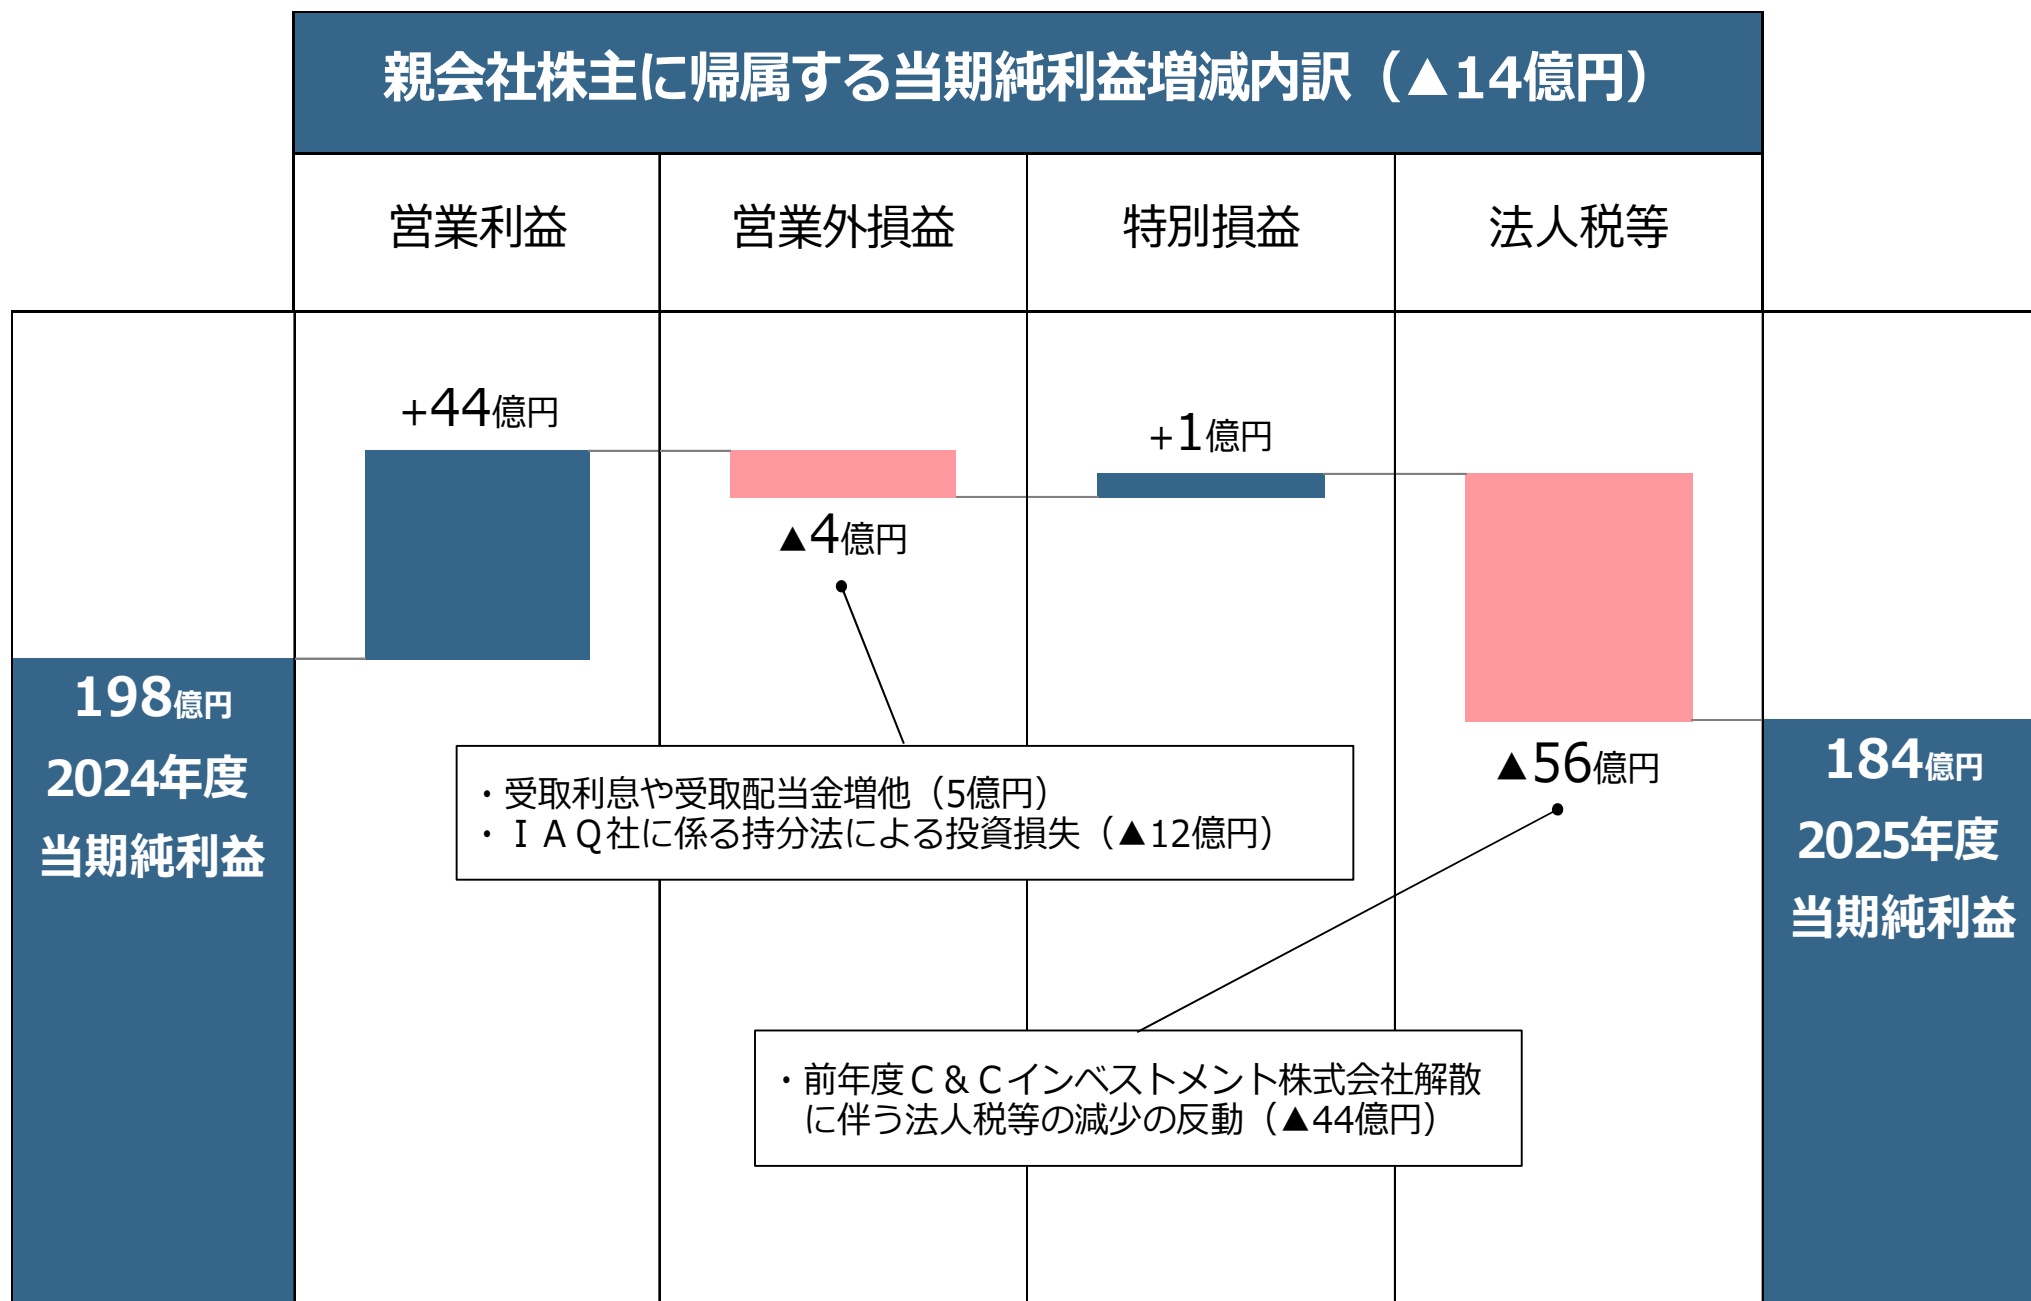 親会社株主に帰属する当期純利益増減内訳（▲14億円）
営業利益
営業外損益
特別損益
法人税等
+44億円
▲4億円
+1億円
▲56億円
198億円
2024年度
当期純利益
・受取利息や受取配当金増他（5億円）
・ＩＡＱ社に係る持分法による投資損失（▲12億円）
・前年度Ｃ＆Ｃインベストメント株式会社解散
に伴う法人税等の減少の反動（▲44億円）
184億円
2025年度
当期純利益